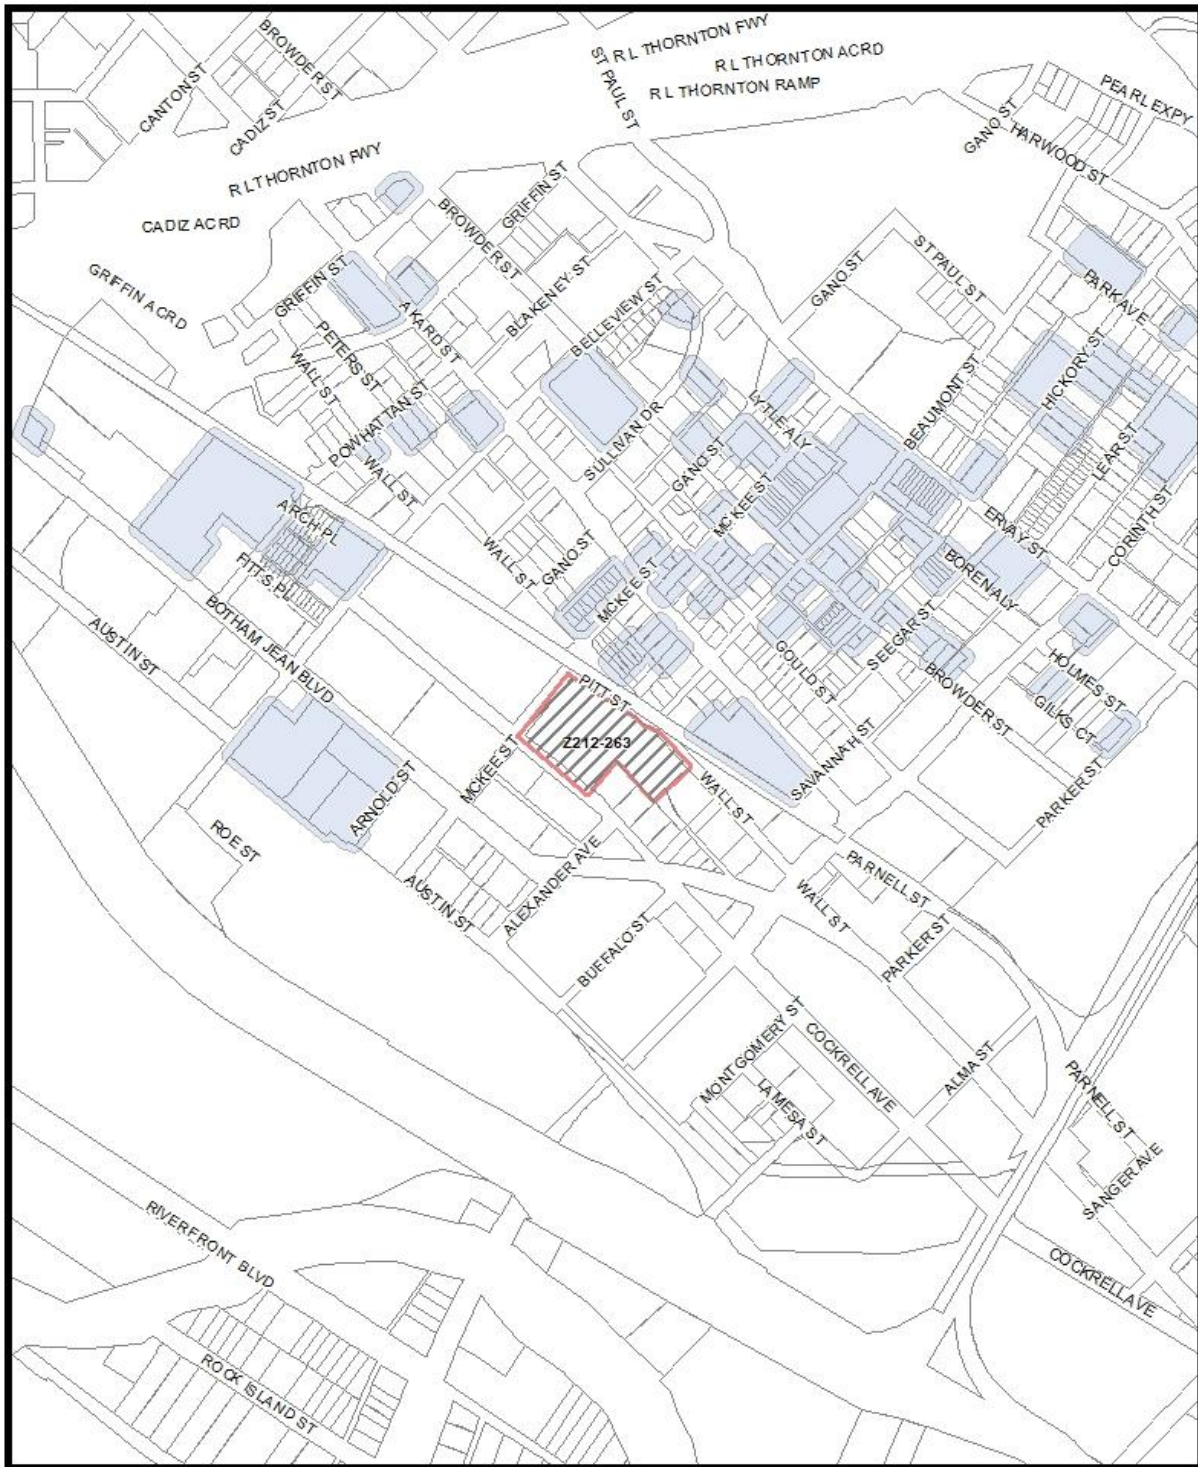 BROWDER ST
CANTON ST
CADIZ ST
ST PAUL ST
R L THORNTON FWY
R L THORNTON ACRD
R L THORNTON RAMP
PEARL EXPY
GANO ST
HARWOOD ST
R L THORNTON FWY
CADIZ ACRD
GRIFFIN ACRD
GRIFFIN ST
BROWDER ST
GRIFFIN ST
AKARD ST
PETERS ST
WALL ST
BLAKENEY ST
BELLEVIEW ST
GANO ST
ST PAUL ST
PARK AVE
HICKORY ST
BEAUMONT ST
LEAR ST
CORINTH ST
POWHATTAN ST
WALL ST
SULLIVAN DR
LYTLE ALY
GANO ST
MCKEE ST
ERVAY ST
BOREN ALY
ARCH PL
FITTS PL
WALL ST
GANO ST
MCKEE ST
BOTHAM JEAN BLVD
AUSTIN ST
PITT ST
GOULD ST
SEEGAR ST
BROWDER ST
HOLMES ST
GILKS CT
Z212-263
MCKEE ST
WALL ST
SAVANNAH ST
PARKER ST
ARNOLD ST
ROE ST
AUSTIN ST
ALEXANDER AVE
BUFFALO ST
WALL ST
PARNELL ST
PARKER ST
MONTGOMERY ST
COCKRELL AVE
LAMESA ST
ALMA ST
PARNELL ST
SANGER AVE
COCKRELL AVE
RIVERFRONT BLVD
ROCK ISLAND ST